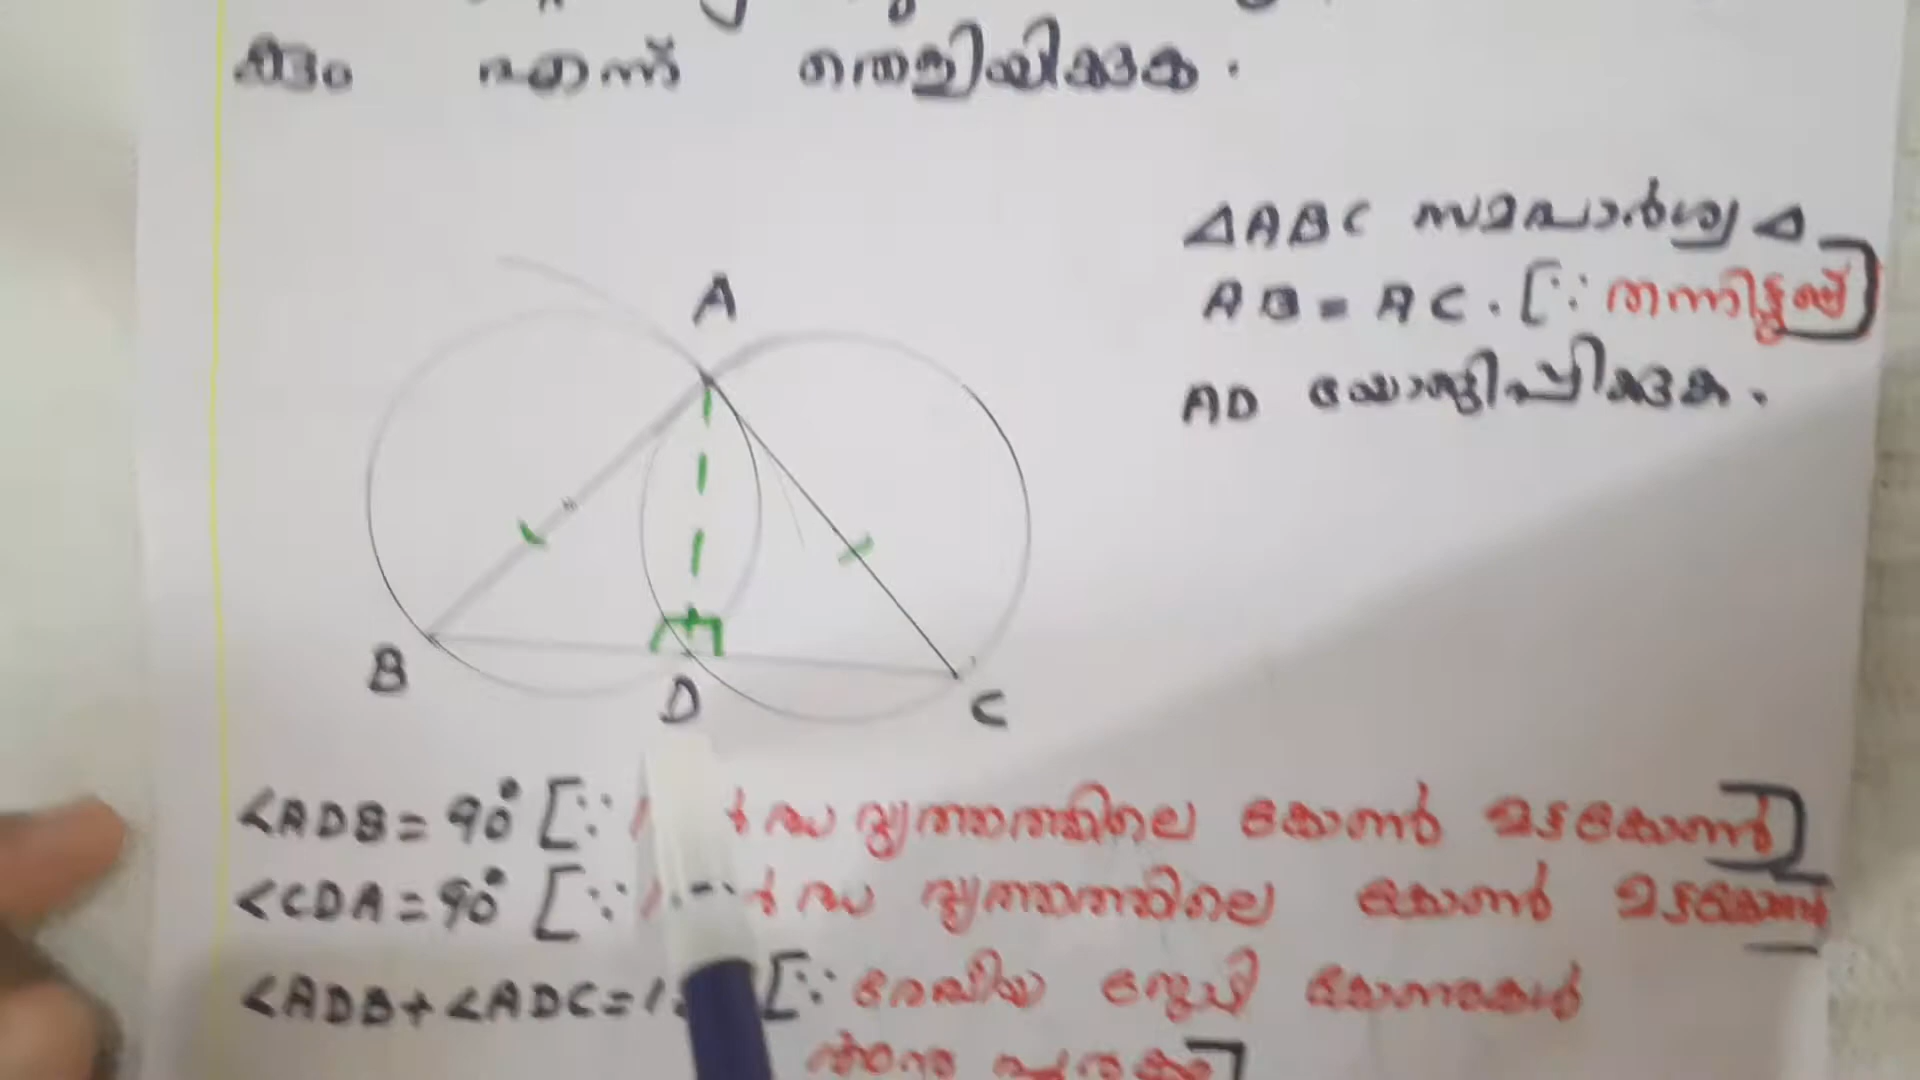 ക്കും എന്ന് തെളിയിക്കുക.
△ABC സമപാർശ്വ △
AB = AC. [∵ തന്നിട്ടുണ്ട്]
AD യോജിപ്പിക്കുക.
A
B
D
C
∠ADB = 90° [∵ വൃത്തത്തിലെ കോൺ മട്ടകോൺ]
∠CDA = 90° [∵ വൃത്തത്തിലെ കോൺ മട്ടകോൺ
∠ADB + ∠ADC = [∵ രേഖീയ ജോടി കോണുകൾ